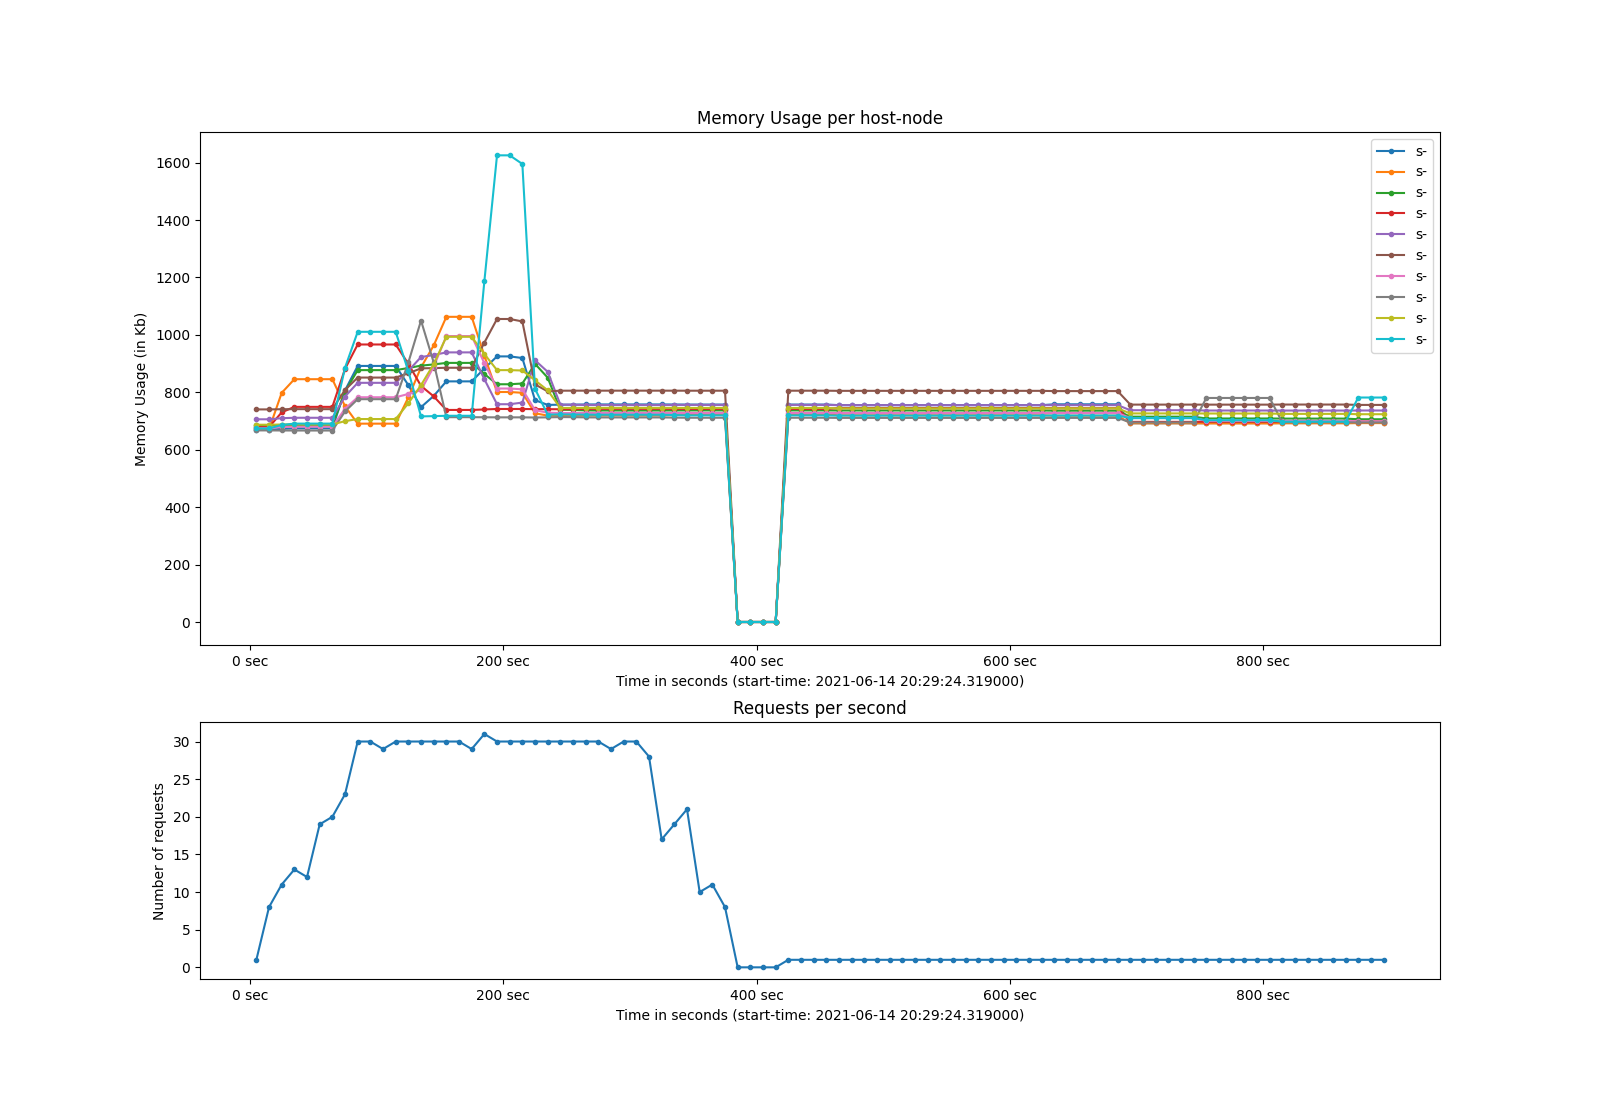 Memory Usage per host-node
Memory Usage (in Kb)
1600
1400
1200
1000
800
600
400
200
0
s-
s-
s-
s-
s-
s-
s-
s-
s-
s-
0 sec
200 sec
400 sec
600 sec
800 sec
Time in seconds (start-time: 2021-06-14 20:29:24.319000)
Requests per second
Number of requests
30
25
20
15
10
5
0
0 sec
200 sec
400 sec
600 sec
800 sec
Time in seconds (start-time: 2021-06-14 20:29:24.319000)